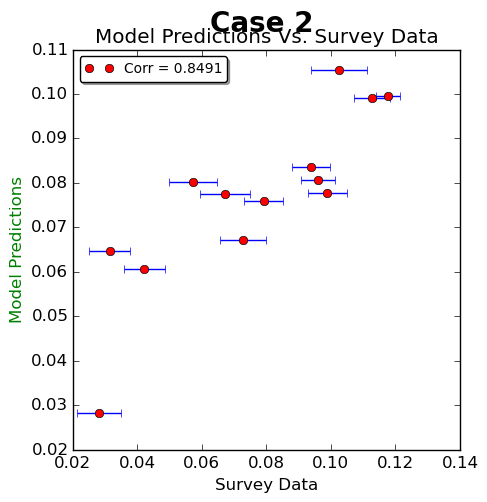 Case 2
Model Predictions Vs. Survey Data
Corr = 0.8491
0.11
0.10
0.09
0.08
0.07
0.06
0.05
0.04
0.03
0.02
Model Predictions
0.02 0.04 0.06 0.08 0.10 0.12 0.14
Survey Data